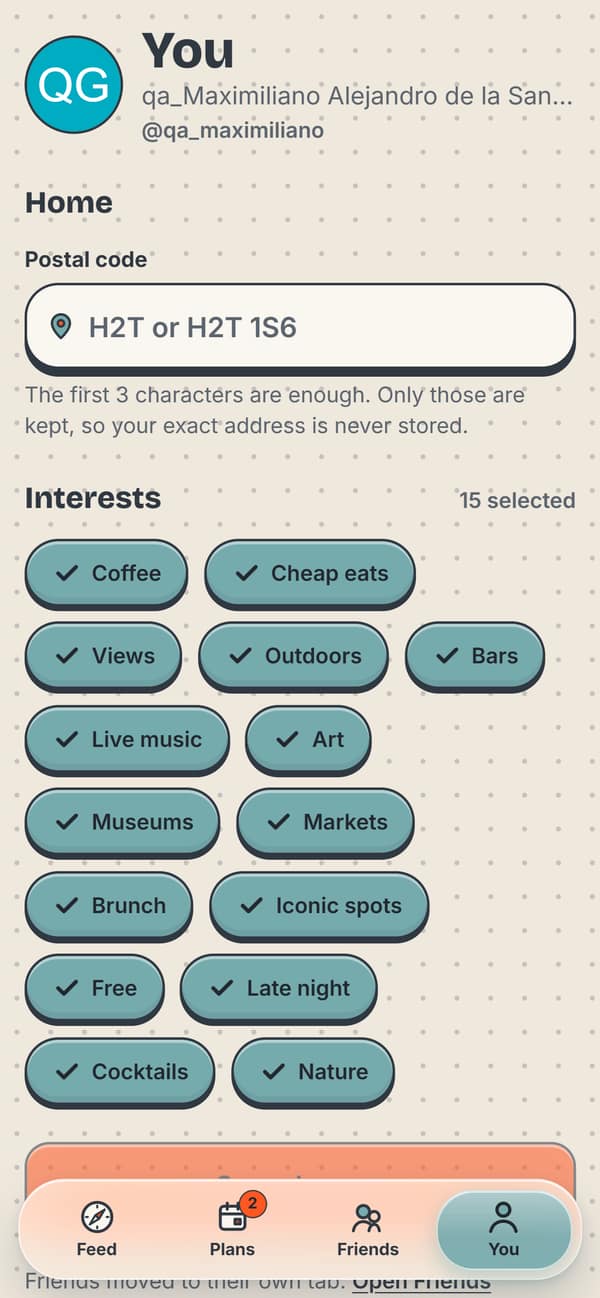 QG
You
qa_Maximiliano Alejandro de la San...
@qa_maximiliano
Home
Postal code
H2T or H2T 1S6
The first 3 characters are enough. Only those are
kept, so your exact address is never stored.
Interests
15 selected
Coffee
Cheap eats
Views
Outdoors
Bars
Live music
Art
Museums
Markets
Brunch
Iconic spots
Free
Late night
Cocktails
Nature
2
Feed
Plans
Friends
You
Friends moved to their own tab. Open Friends